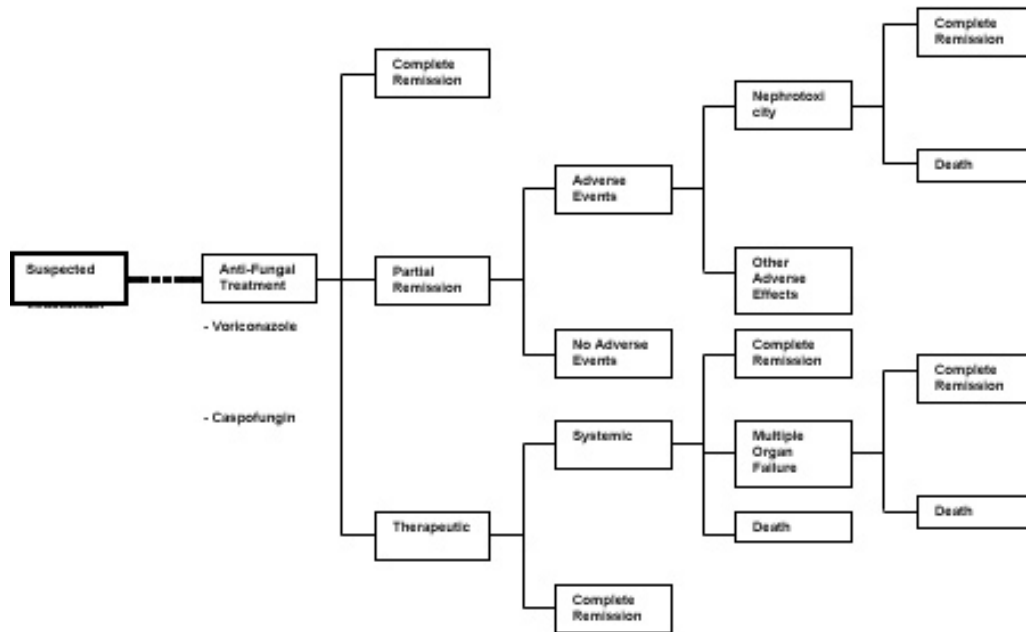 Suspected
Anti-Fungal
Treatment
- Voriconazole
- Caspofungin
Complete
Remission
Partial
Remission
Therapeutic
Adverse
Events
No Adverse
Events
Systemic
Complete
Remission
Nephrotoxi
city
Other
Adverse
Effects
Complete
Remission
Multiple
Organ
Failure
Death
Complete
Remission
Death
Complete
Remission
Death